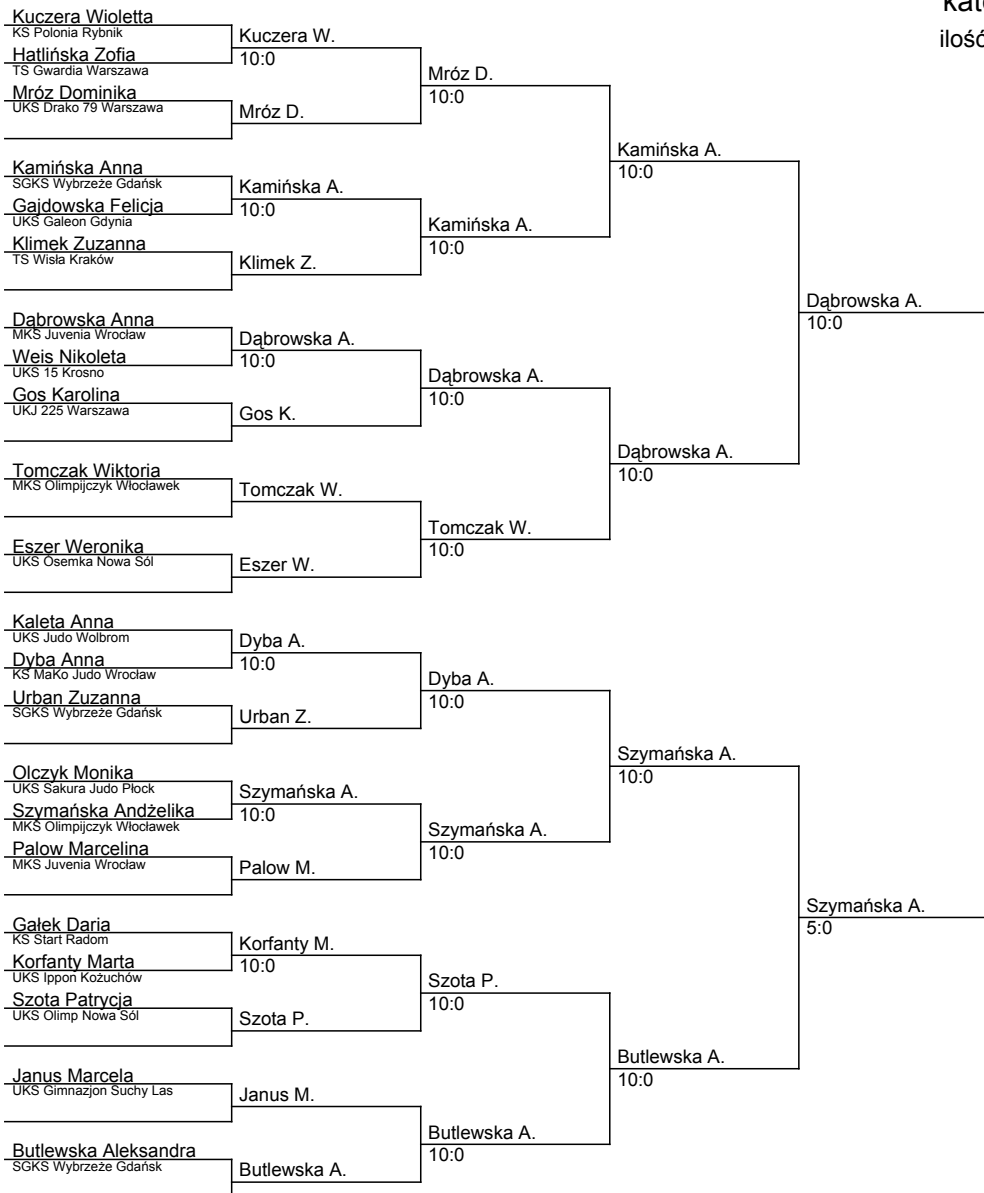 kate
ilość
Kuczera Wioletta
KS Polonia Rybnik
Hatlińska Zofia
TS Gwardia Warszawa
Mróz Dominika
UKS Drako 79 Warszawa
Kamińska Anna
SGKS Wybrzeże Gdańsk
Gajdowska Felicja
UKS Galeon Gdynia
Klimek Zuzanna
TS Wisła Kraków
Dąbrowska Anna
MKS Juvenia Wrocław
Weis Nikoleta
UKS 15 Krosno
Gos Karolina
UKJ 225 Warszawa
Tomczak Wiktoria
MKS Olimpijczyk Włocławek
Eszer Weronika
UKS Ósemka Nowa Sól
Kaleta Anna
UKS Judo Wolbrom
Dyba Anna
KS MaKo Judo Wrocław
Urban Zuzanna
SGKS Wybrzeże Gdańsk
Olczyk Monika
UKS Sakura Judo Płock
Szymańska Andżelika
MKS Olimpijczyk Włocławek
Palow Marcelina
MKS Juvenia Wrocław
Gałek Daria
KS Start Radom
Korfanty Marta
UKS Ippon Kożuchów
Szota Patrycja
UKS Olimp Nowa Sól
Janus Marcela
UKS Gimnazjon Suchy Las
Butlewska Aleksandra
SGKS Wybrzeże Gdańsk
Kuczera W.
10:0
Mróz D.
Kamińska A.
10:0
Klimek Z.
Dąbrowska A.
10:0
Gos K.
Tomczak W.
Eszer W.
Dyba A.
10:0
Urban Z.
Szymańska A.
10:0
Palow M.
Korfanty M.
10:0
Szota P.
Janus M.
Butlewska A.
Mróz D.
10:0
Kamińska A.
10:0
Dąbrowska A.
10:0
Tomczak W.
10:0
Dyba A.
10:0
Szymańska A.
10:0
Szota P.
10:0
Butlewska A.
10:0
Kamińska A.
10:0
Dąbrowska A.
10:0
Szymańska A.
10:0
Butlewska A.
10:0
Dąbrowska A.
10:0
Szymańska A.
5:0